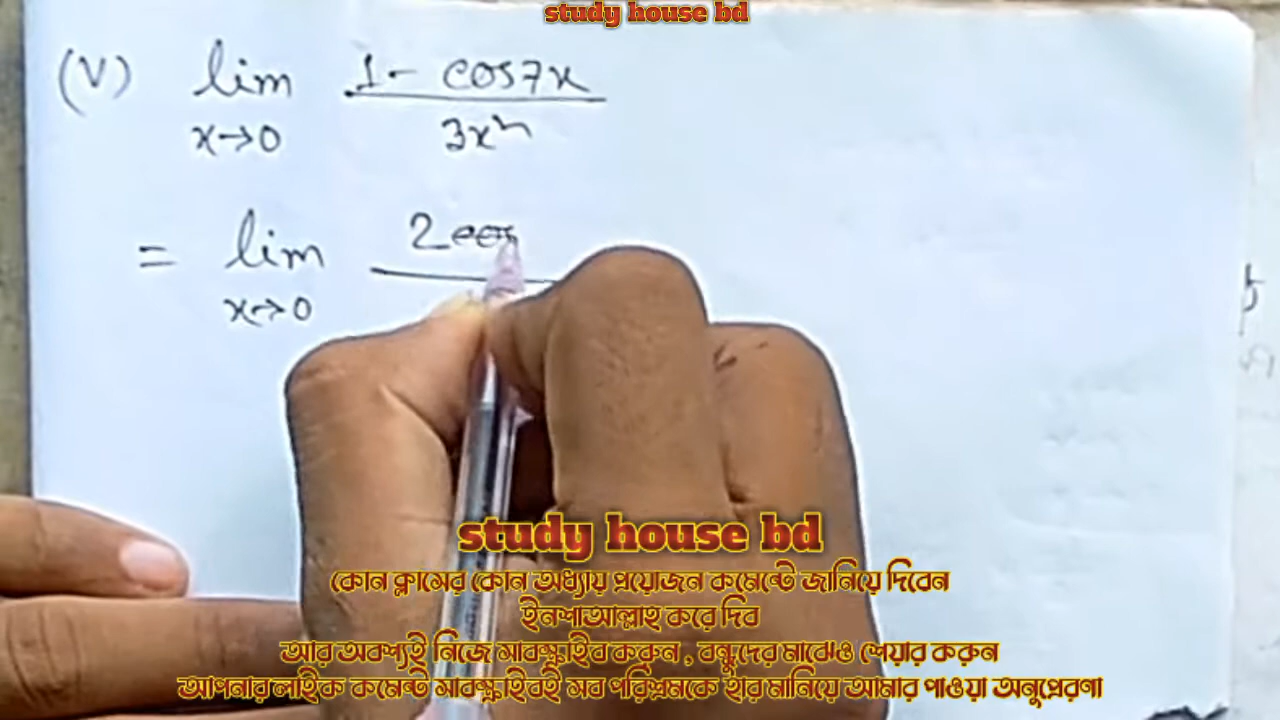 study house bd
(V) lim 1 - cos7x
x→0 3x²
= lim 2cos
x→0
study house bd
কোন ক্লাসের কোন অধ্যায় প্রয়োজন কমেন্টে জানিয়ে দিবেন
ইনশাআল্লাহ করে দিব
আর অবশ্যই নিজে সাবস্ক্রাইব করুন , বন্ধুদের মাঝেও শেয়ার করুন
আপনার লাইক কমেন্ট সাবস্ক্রাইবই সব পরিশ্রমকে হার মানিয়ে আমার পাওয়া অনুপ্রেরণা